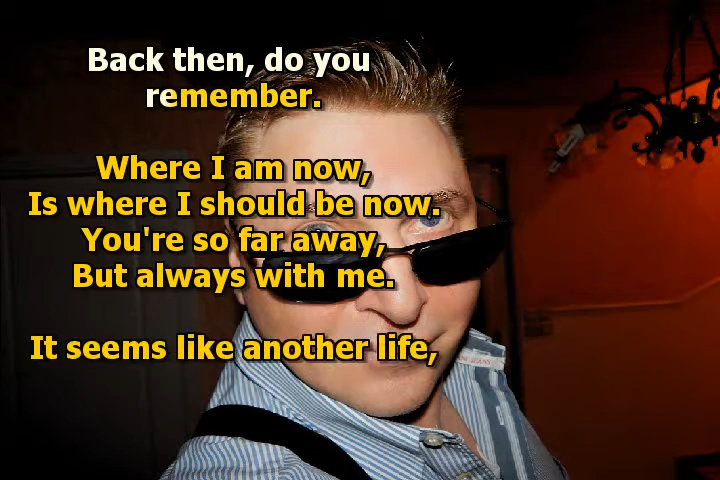 Back then, do you
remember.
Where I am now,
Is where I should be now.
You're so far away,
But always with me.
It seems like another life,